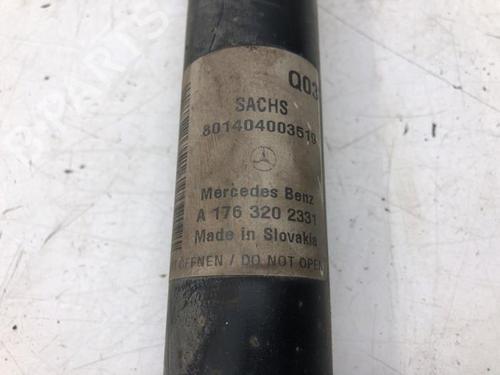 Q03
SACHS
801404003519
Mercedes Benz
A 176 320 2331
Made in Slovakia
ÖFFNEN / DO NOT OPEN